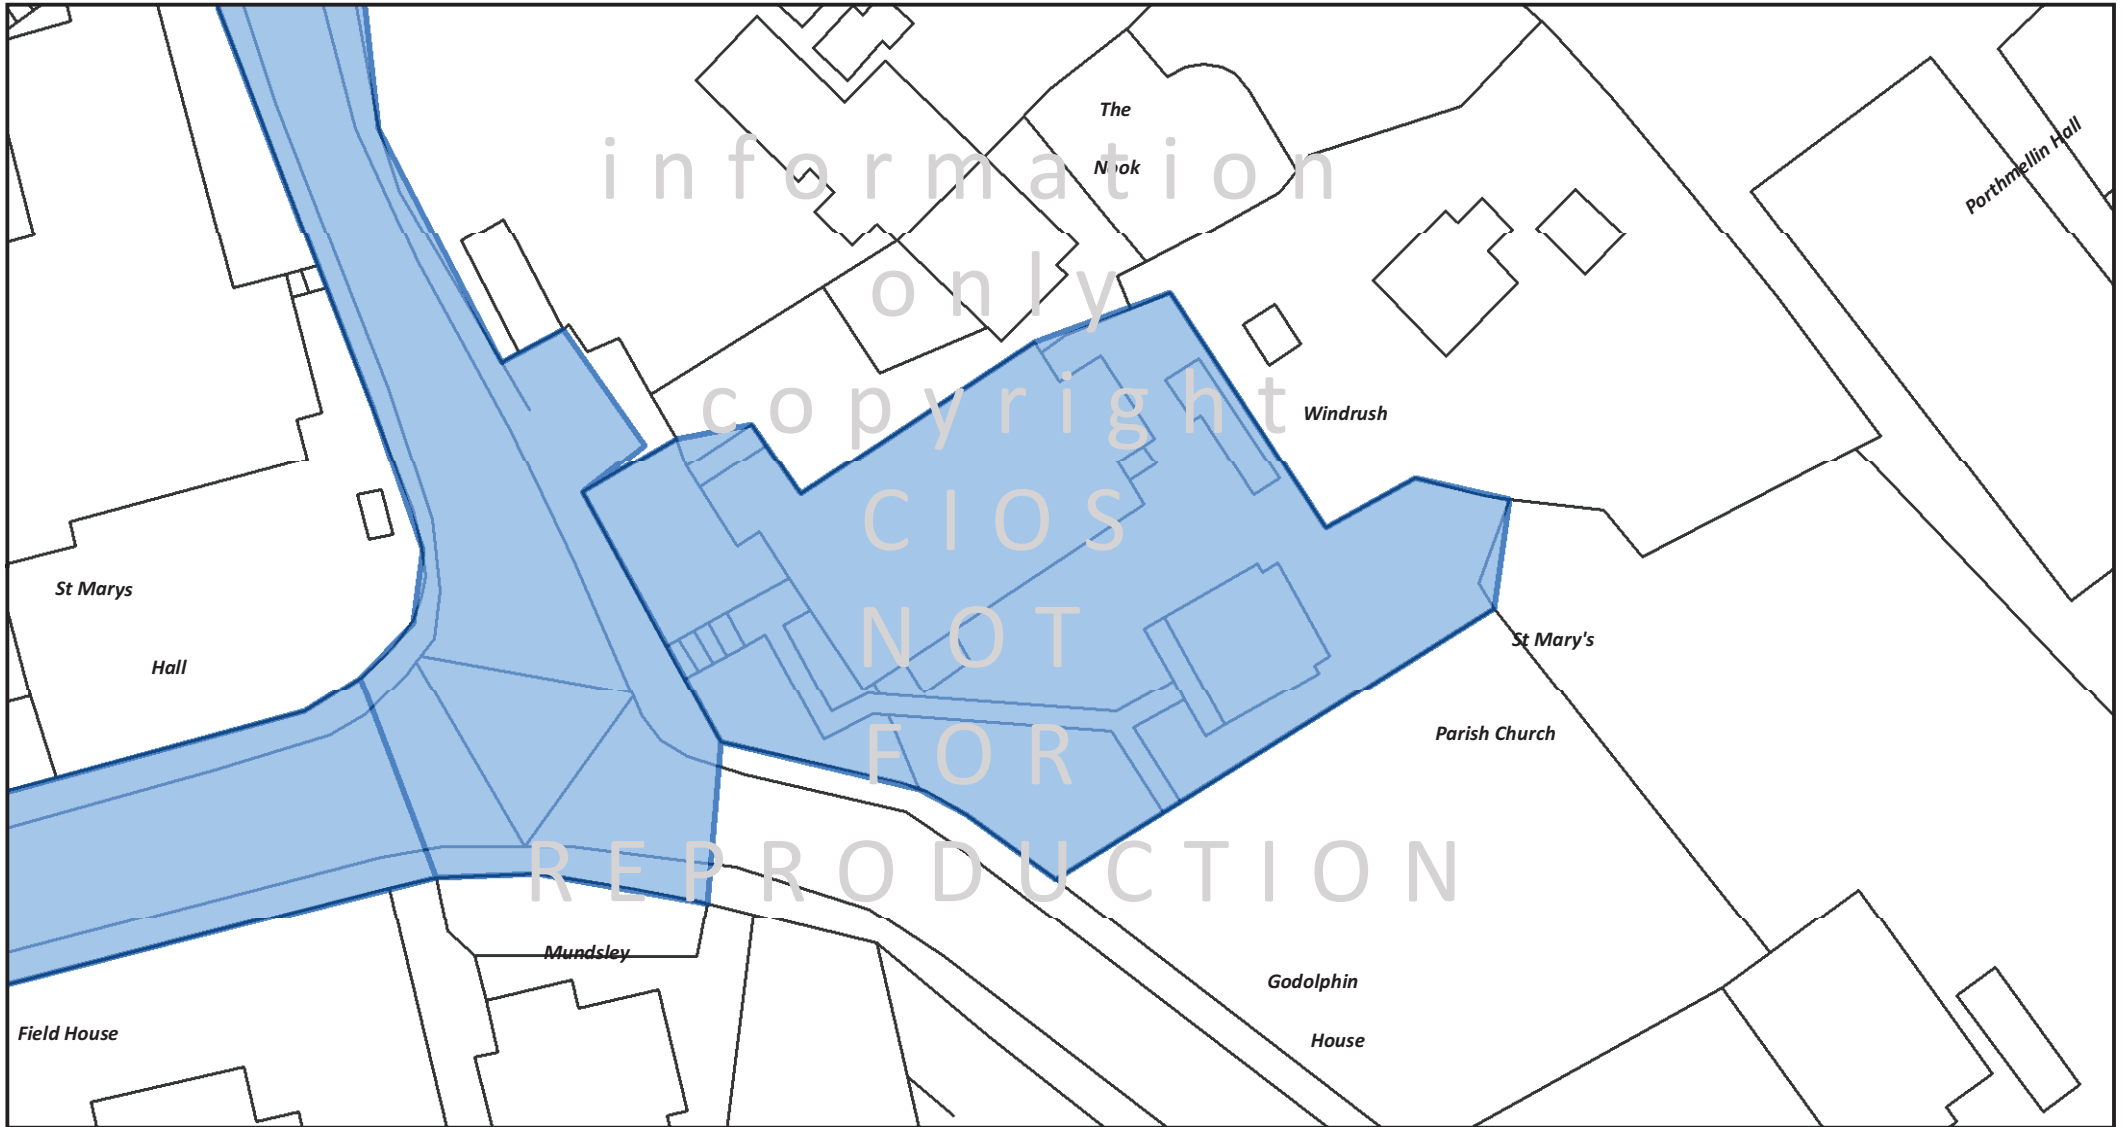 The
Nook
Porthmellin Hall
information
only
copyright
Windrush
CIOS
St Marys
Hall
NOT
St Mary's
Parish Church
FOR
REPRODUCTION
Mundsley
Godolphin
House
Field House